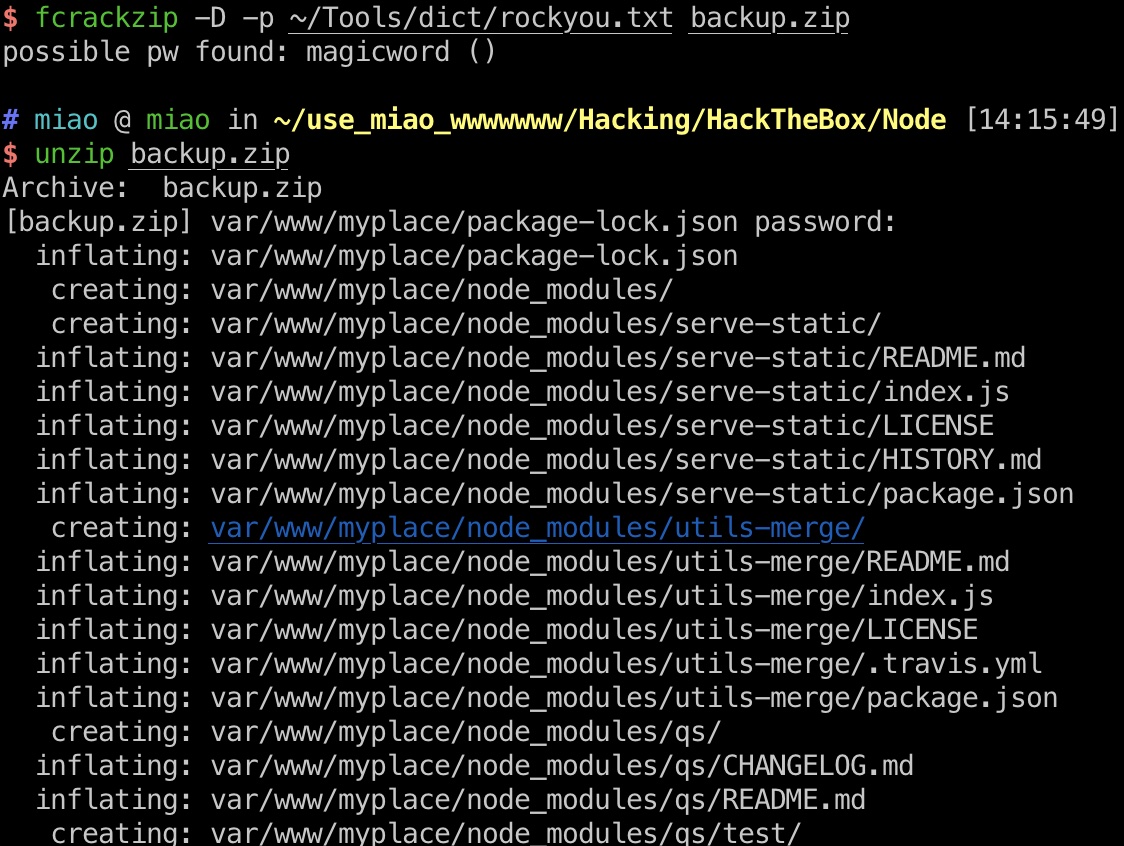 $ fcrackzip -D -p ~/Tools/dict/rockyou.txt backup.zip
possible pw found: magicword ()
# miao @ miao in ~/use_miao_wwwwwww/Hacking/HackTheBox/Node [14:15:49]
$ unzip backup.zip
Archive:  backup.zip
[backup.zip] var/www/myplace/package-lock.json password:
  inflating: var/www/myplace/package-lock.json
   creating: var/www/myplace/node_modules/
   creating: var/www/myplace/node_modules/serve-static/
  inflating: var/www/myplace/node_modules/serve-static/README.md
  inflating: var/www/myplace/node_modules/serve-static/index.js
  inflating: var/www/myplace/node_modules/serve-static/LICENSE
  inflating: var/www/myplace/node_modules/serve-static/HISTORY.md
  inflating: var/www/myplace/node_modules/serve-static/package.json
   creating: var/www/myplace/node_modules/utils-merge/
  inflating: var/www/myplace/node_modules/utils-merge/README.md
  inflating: var/www/myplace/node_modules/utils-merge/index.js
  inflating: var/www/myplace/node_modules/utils-merge/LICENSE
  inflating: var/www/myplace/node_modules/utils-merge/.travis.yml
  inflating: var/www/myplace/node_modules/utils-merge/package.json
   creating: var/www/myplace/node_modules/qs/
  inflating: var/www/myplace/node_modules/qs/CHANGELOG.md
  inflating: var/www/myplace/node_modules/qs/README.md
   creating: var/www/myplace/node_modules/qs/test/